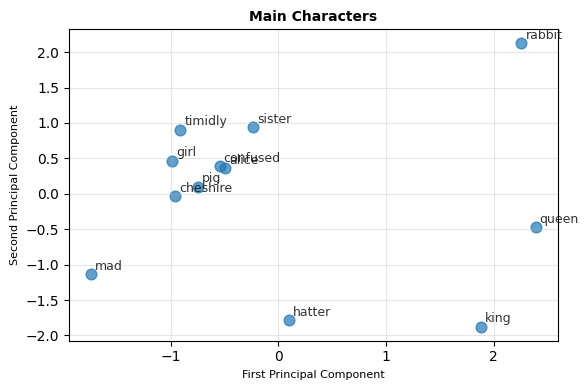 Main Characters
rabbit
2.0
1.5
timidly
sister
1.0
girl
confused
alice
0.5
pig
cheshire
0.0
queen
−0.5
mad
−1.0
hatter
king
−1.5
−2.0
−1 0 1 2
First Principal Component
Second Principal Component